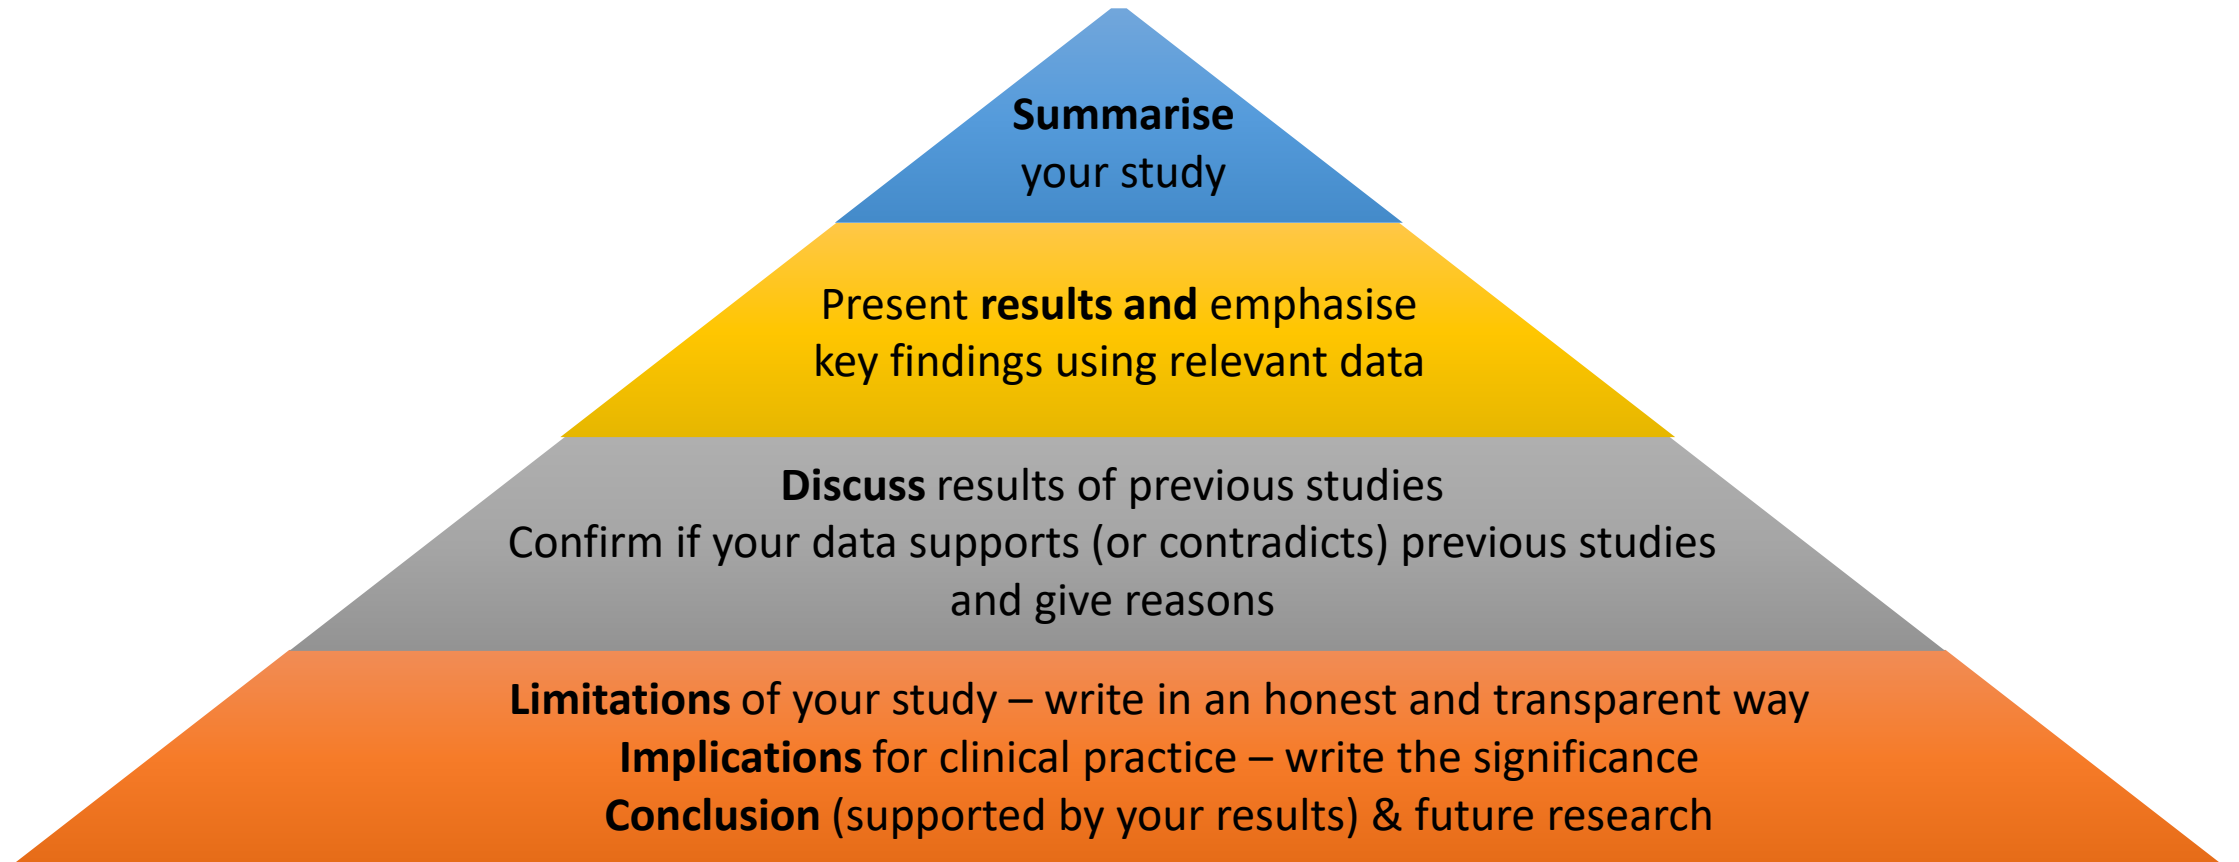 Summarise
your study
Present results and emphasise
key findings using relevant data
Discuss results of previous studies
Confirm if your data supports (or contradicts) previous studies
and give reasons
Limitations of your study – write in an honest and transparent way
Implications for clinical practice – write the significance
Conclusion (supported by your results) & future research